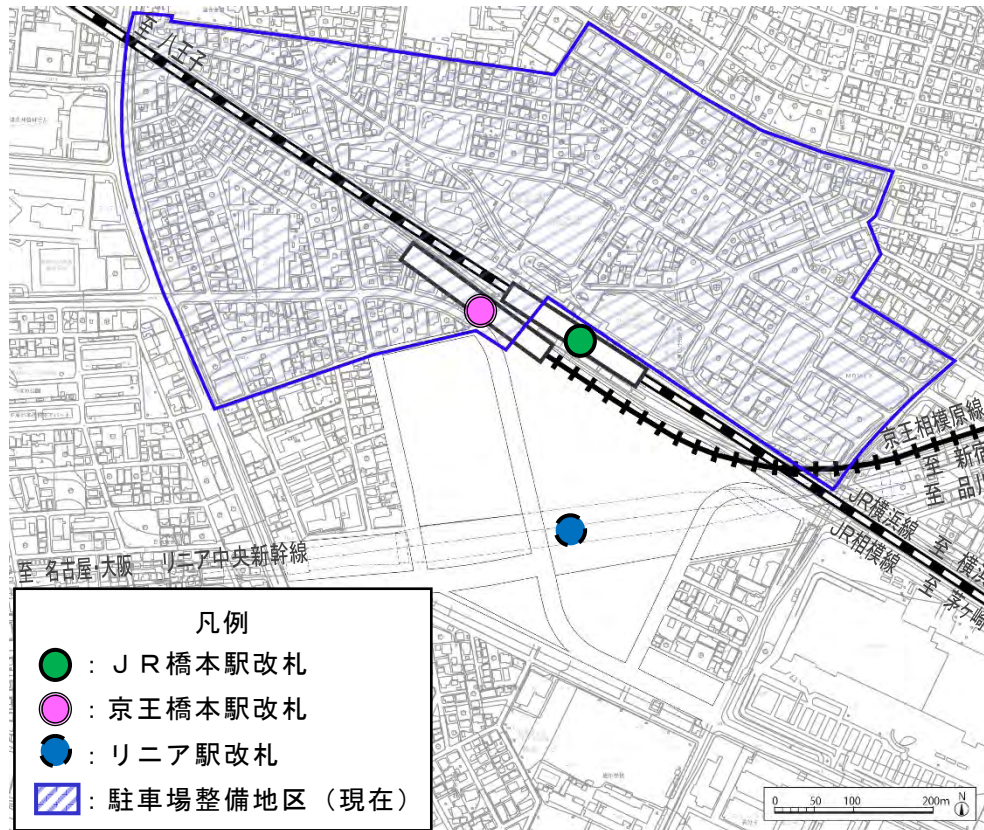 至 八王子
京王相模原線
至 新宿
至 品川
JR横浜線 至 横浜
JR相模線 至 茅ヶ崎
至 名古屋・大阪 リニア中央新幹線
凡例
：ＪＲ橋本駅改札
：京王橋本駅改札
：リニア駅改札
：駐車場整備地区（現在）
0 50 100 200m
N